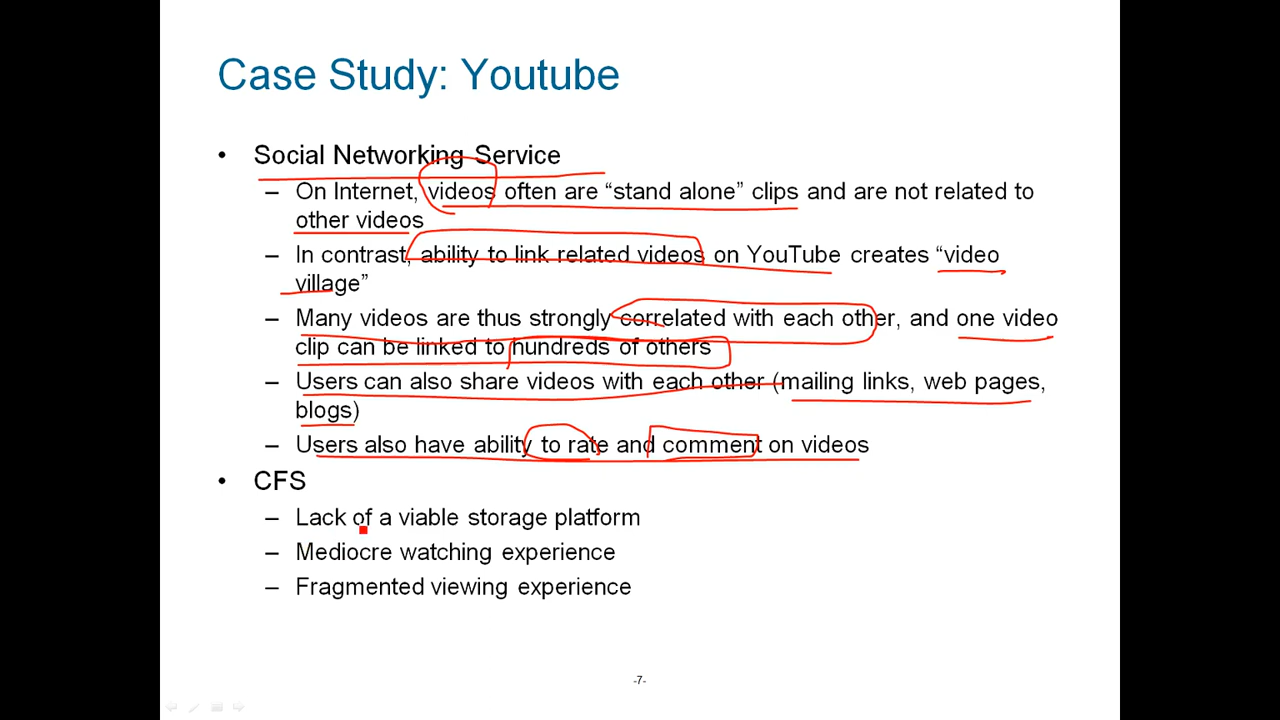 Case Study: Youtube
• Social Networking Service
– On Internet, videos often are “stand alone” clips and are not related to
other videos
– In contrast, ability to link related videos on YouTube creates “video
village”
– Many videos are thus strongly correlated with each other, and one video
clip can be linked to hundreds of others
– Users can also share videos with each other (mailing links, web pages,
blogs)
– Users also have ability to rate and comment on videos
• CFS
– Lack of a viable storage platform
– Mediocre watching experience
– Fragmented viewing experience
-7-